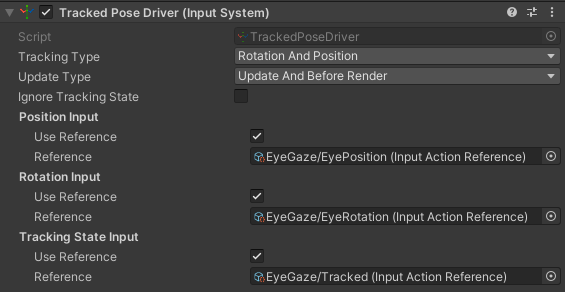 Tracked Pose Driver (Input System)
Script TrackedPoseDriver
Tracking Type Rotation And Position
Update Type Update And Before Render
Ignore Tracking State
Position Input
Use Reference
Reference EyeGaze/EyePosition (Input Action Reference)
Rotation Input
Use Reference
Reference EyeGaze/EyeRotation (Input Action Reference)
Tracking State Input
Use Reference
Reference EyeGaze/Tracked (Input Action Reference)